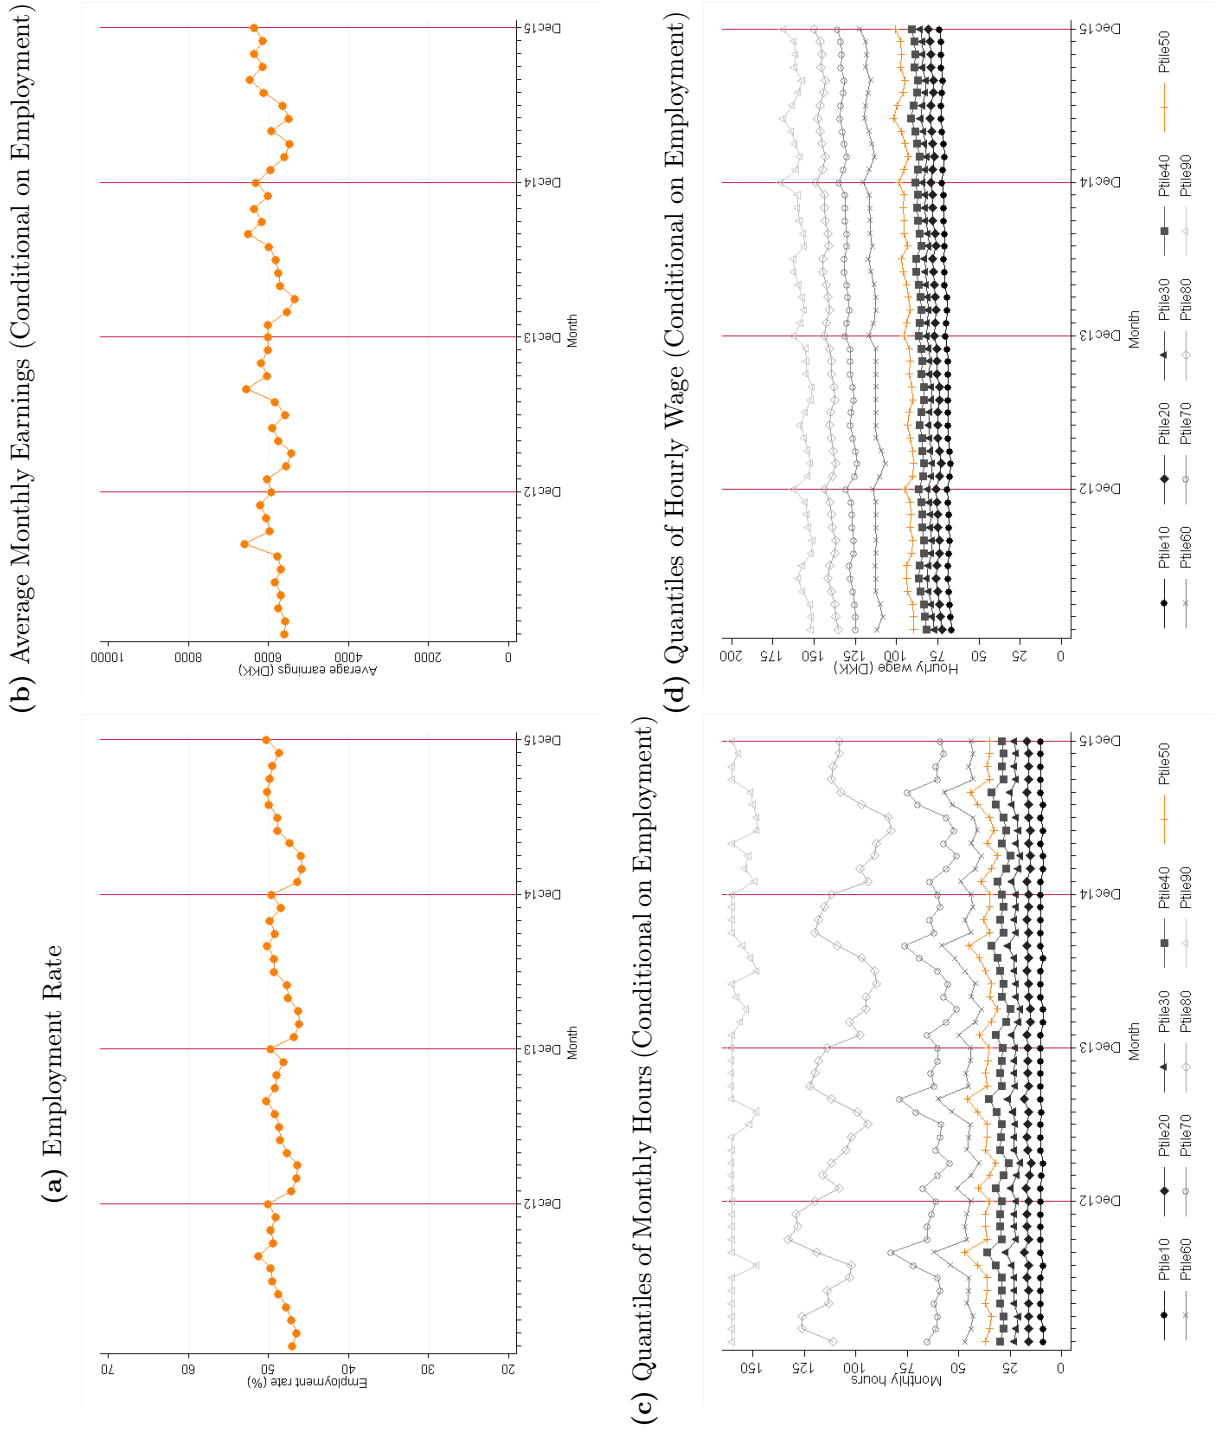 (a) Employment Rate
Employment rate (%)
70
60
50
40
30
20
Dec12
Dec13
Dec14
Dec15
Month
(b) Average Monthly Earnings (Conditional on Employment)
Average earnings (DKK)
10000
8000
6000
4000
2000
0
Dec12
Dec13
Dec14
Dec15
Month
(c) Quantiles of Monthly Hours (Conditional on Employment)
Monthly hours
150
125
100
75
50
25
0
Dec12
Dec13
Dec14
Dec15
Month
Ptile10 Ptile20 Ptile30 Ptile40 Ptile50
Ptile60 Ptile70 Ptile80 Ptile90
(d) Quantiles of Hourly Wage (Conditional on Employment)
Hourly wage (DKK)
200
175
150
125
100
75
50
25
0
Dec12
Dec13
Dec14
Dec15
Month
Ptile10 Ptile20 Ptile30 Ptile40 Ptile50
Ptile60 Ptile70 Ptile80 Ptile90